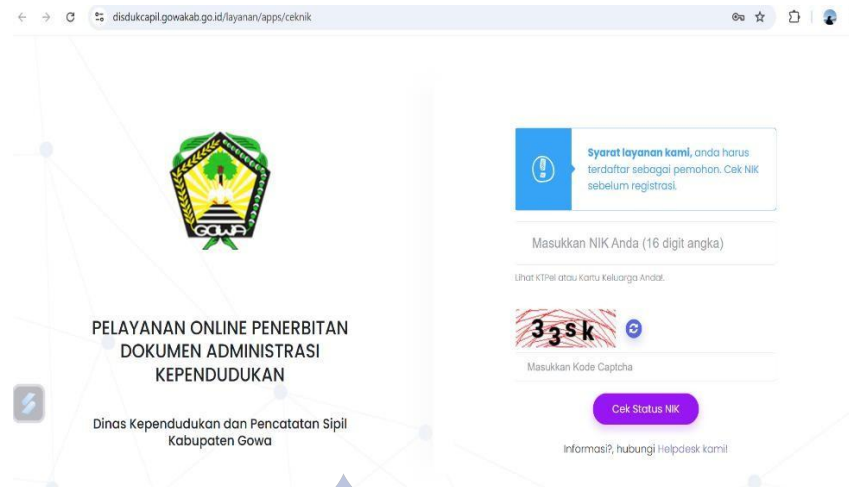 disdukcapil.gowakab.go.id/layanan/apps/ceknik
GOWA
PELAYANAN ONLINE PENERBITAN
DOKUMEN ADMINISTRASI
KEPENDUDUKAN
Dinas Kependudukan dan Pencatatan Sipil
Kabupaten Gowa
Syarat layanan kami, anda harus
terdaftar sebagai pemohon. Cek NIK
sebelum registrasi.
Masukkan NIK Anda (16 digit angka)
Lihat KTPel atau Kartu Keluarga Anda!.
33sk
Masukkan Kode Captcha
Cek Status NIK
Informasi?, hubungi Helpdesk kami!